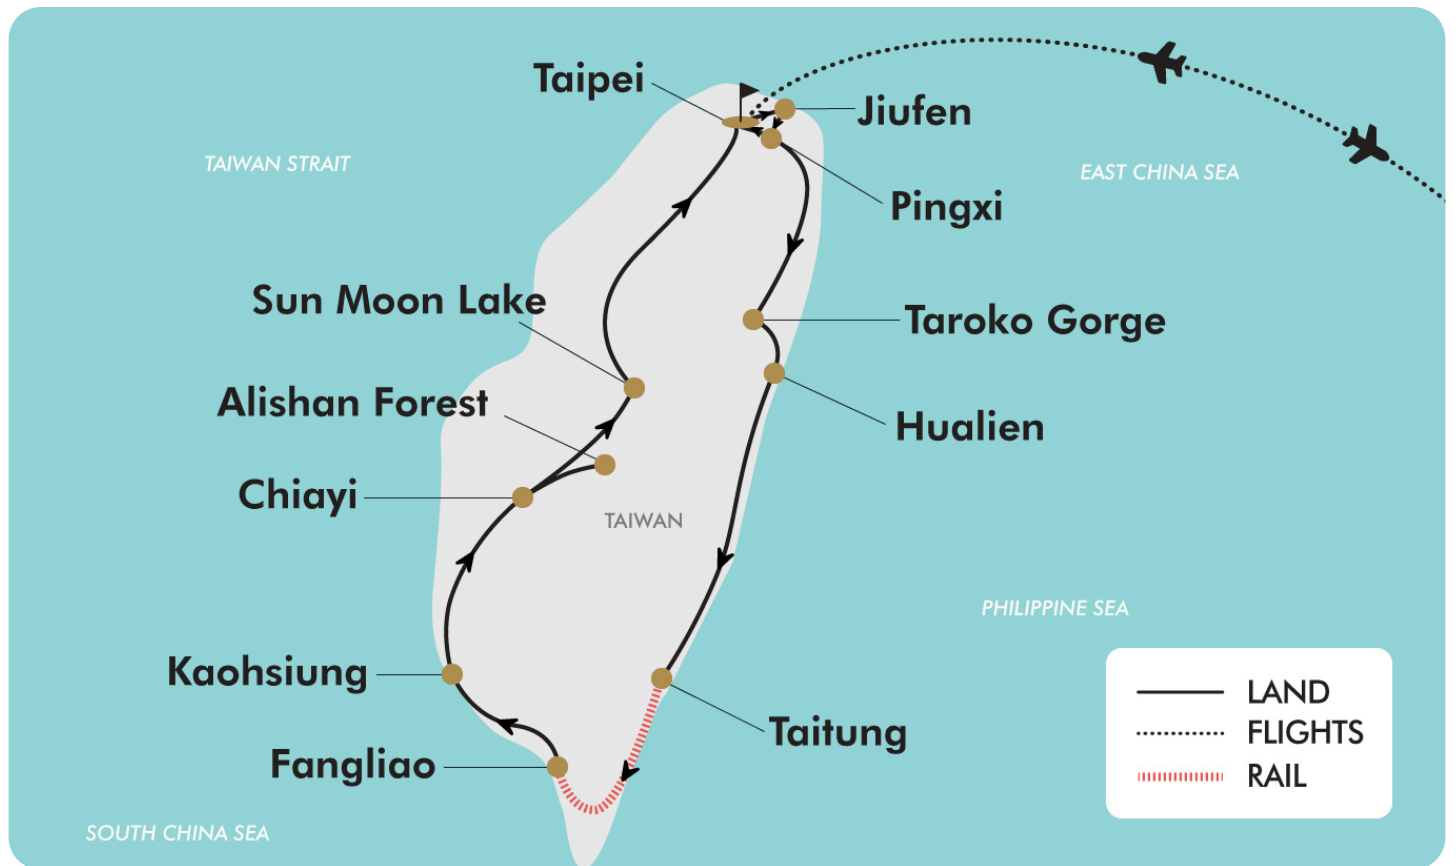 Taipei
Jiufen
TAIWAN STRAIT
EAST CHINA SEA
Pingxi
Sun Moon Lake
Taroko Gorge
Alishan Forest
Hualien
Chiayi
TAIWAN
PHILIPPINE SEA
Kaohsiung
Taitung
Fangliao
SOUTH CHINA SEA
LAND
FLIGHTS
RAIL